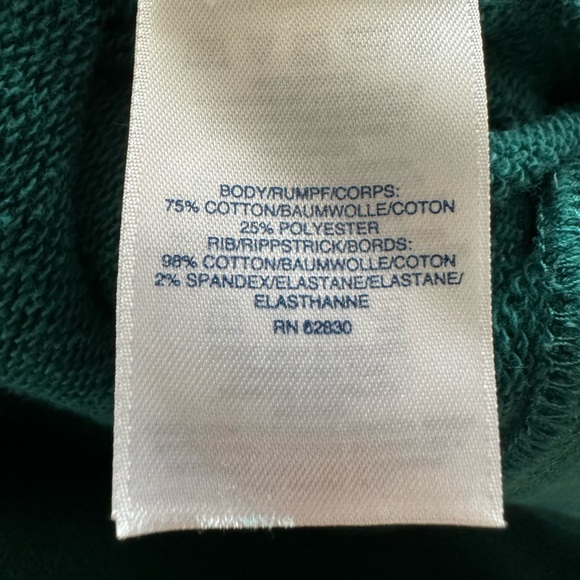 BODY/RUMPF/CORPS:
75% COTTON/BAUMWOLLE/COTON
25% POLYESTER
RIB/RIPPSTRICK/BORDS:
98% COTTON/BAUMWOLLE/COTON
2% SPANDEX/ELASTANE/ELASTANE/
ELASTHANNE
RN 62830